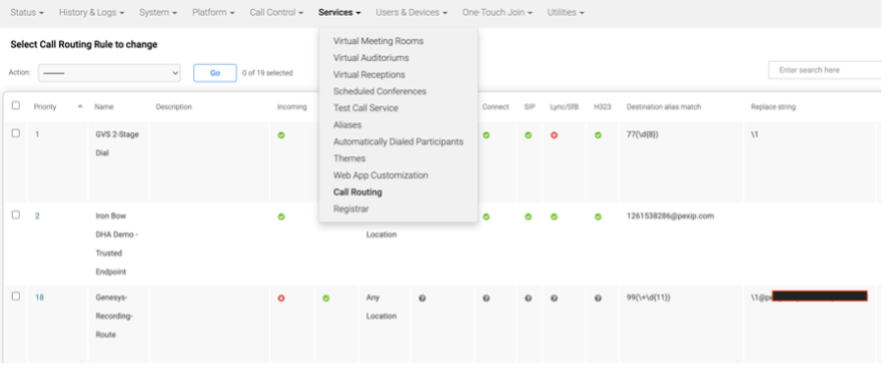 Status History & Logs System Platform Call Control Services Users & Devices One-Touch Join Utilities
Select Call Routing Rule to change
Virtual Meeting Rooms
Virtual Auditoriums
Virtual Receptions
Scheduled Conferences
Test Call Service
Aliases
Automatically Dialed Participants
Themes
Web App Customization
Call Routing
Registrar
Action: --------- Go 0 of 19 selected Enter search here
Priority Name Description Incoming Connect SIP Lync/SfB H323 Destination alias match Replace string
1 GVS 2-Stage 77(\d{8}) \1
Dial
2 Iron Bow 1261538286@pexip.com
DHA Demo - Location
Trusted
Endpoint
18 Genesys- Any 99(\+\d{11}) \1@pe
Recording- Location
Route